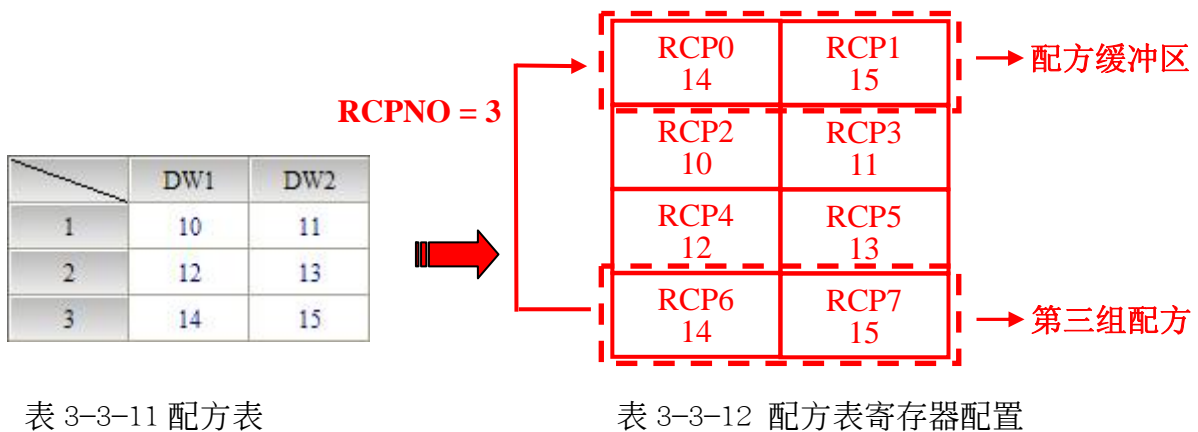 RCP0 RCP1
14 15
配方缓冲区
RCPNO = 3
RCP2 RCP3
10 11
RCP4 RCP5
12 13
RCP6 RCP7
14 15
第三组配方
DW1 DW2
1 10 11
2 12 13
3 14 15
表 3-3-11 配方表
表 3-3-12 配方表寄存器配置